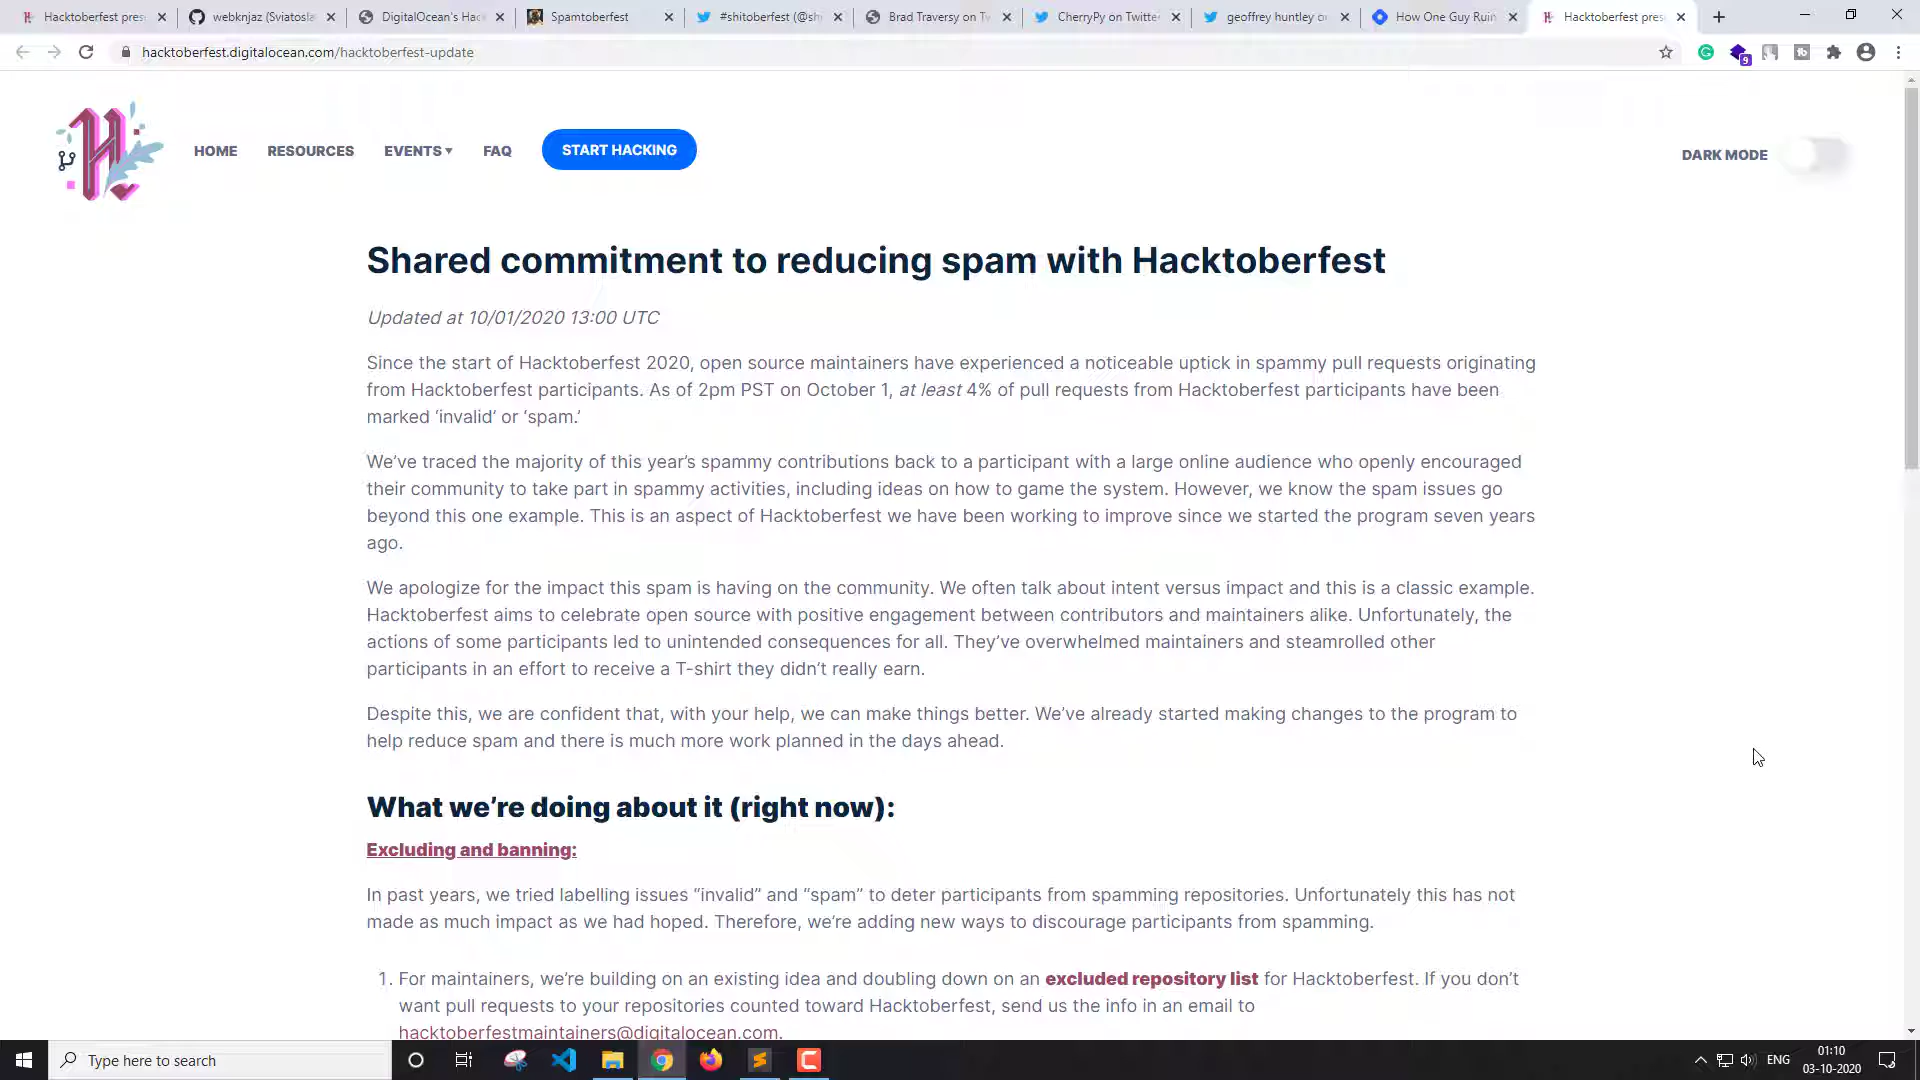 Hacktoberfest pres
webknjaz (Sviatosla
DigitalOcean's Hac
Spamtoberfest
#shitoberfest (@sh
Brad Traversy on Tw
CherryPy on Twitte
geoffrey huntley o
How One Guy Ruin
Hacktoberfest pres
hacktoberfest.digitalocean.com/hacktoberfest-update
9
HOME
RESOURCES
EVENTS
FAQ
START HACKING
DARK MODE
Shared commitment to reducing spam with Hacktoberfest
Updated at 10/01/2020 13:00 UTC
Since the start of Hacktoberfest 2020, open source maintainers have experienced a noticeable uptick in spammy pull requests originating
from Hacktoberfest participants. As of 2pm PST on October 1, at least 4% of pull requests from Hacktoberfest participants have been
marked ‘invalid’ or ‘spam.’
We’ve traced the majority of this year’s spammy contributions back to a participant with a large online audience who openly encouraged
their community to take part in spammy activities, including ideas on how to game the system. However, we know the spam issues go
beyond this one example. This is an aspect of Hacktoberfest we have been working to improve since we started the program seven years
ago.
We apologize for the impact this spam is having on the community. We often talk about intent versus impact and this is a classic example.
Hacktoberfest aims to celebrate open source with positive engagement between contributors and maintainers alike. Unfortunately, the
actions of some participants led to unintended consequences for all. They’ve overwhelmed maintainers and steamrolled other
participants in an effort to receive a T-shirt they didn’t really earn.
Despite this, we are confident that, with your help, we can make things better. We’ve already started making changes to the program to
help reduce spam and there is much more work planned in the days ahead.
What we’re doing about it (right now):
Excluding and banning:
In past years, we tried labelling issues “invalid” and “spam” to deter participants from spamming repositories. Unfortunately this has not
made as much impact as we had hoped. Therefore, we’re adding new ways to discourage participants from spamming.
1. For maintainers, we’re building on an existing idea and doubling down on an excluded repository list for Hacktoberfest. If you don’t
want pull requests to your repositories counted toward Hacktoberfest, send us the info in an email to
hacktoberfestmaintainers@digitalocean.com.
Type here to search
ENG
01:10
03-10-2020